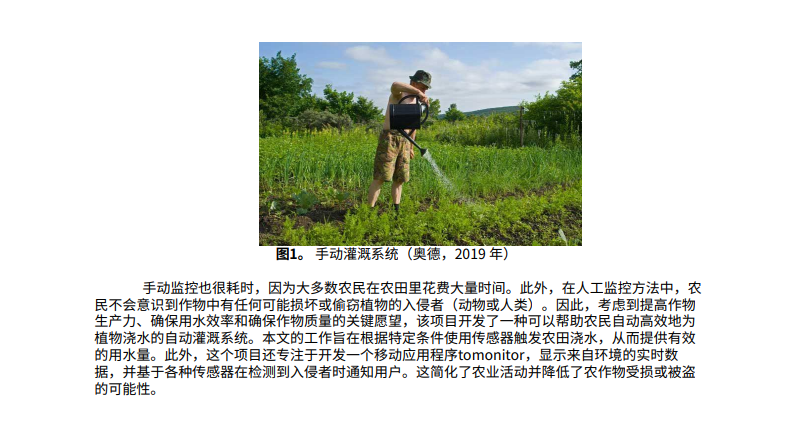 图1。 手动灌溉系统（奥德，2019 年）
手动监控也很耗时，因为大多数农民在农田里花费大量时间。此外，在人工监控方法中，农
民不会意识到作物中有任何可能损坏或偷窃植物的入侵者（动物或人类）。因此，考虑到提高作物
生产力、确保用水效率和确保作物质量的关键愿望，该项目开发了一种可以帮助农民自动高效地为
植物浇水的自动灌溉系统。本文的工作旨在根据特定条件使用传感器触发农田浇水，从而提供有效
的用水量。此外，这个项目还专注于开发一个移动应用程序tomonitor，显示来自环境的实时数
据，并基于各种传感器在检测到入侵者时通知用户。这简化了农业活动并降低了农作物受损或被盗
的可能性。